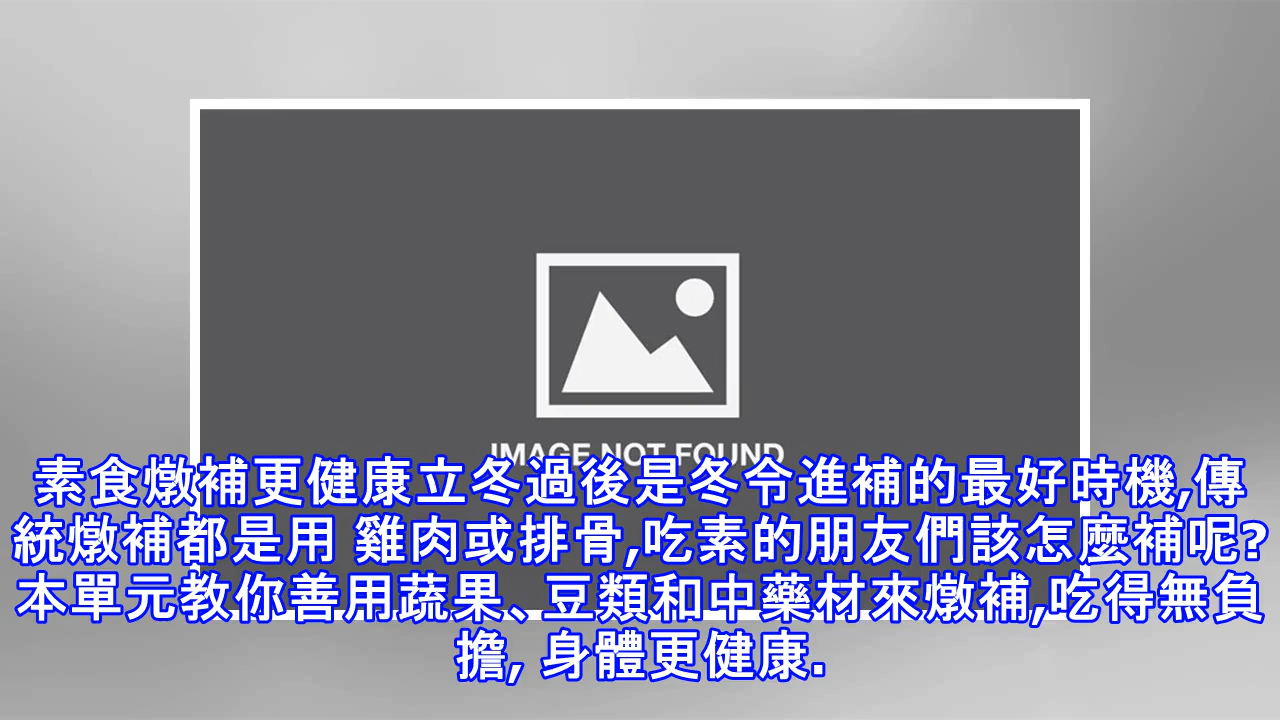 IMAGE NOT FOUND
素食燉補更健康立冬過後是冬令進補的最好時機,傳
統燉補都是用 雞肉或排骨,吃素的朋友們該怎麼補呢?
本單元教你善用蔬果、豆類和中藥材來燉補,吃得無負
擔, 身體更健康.